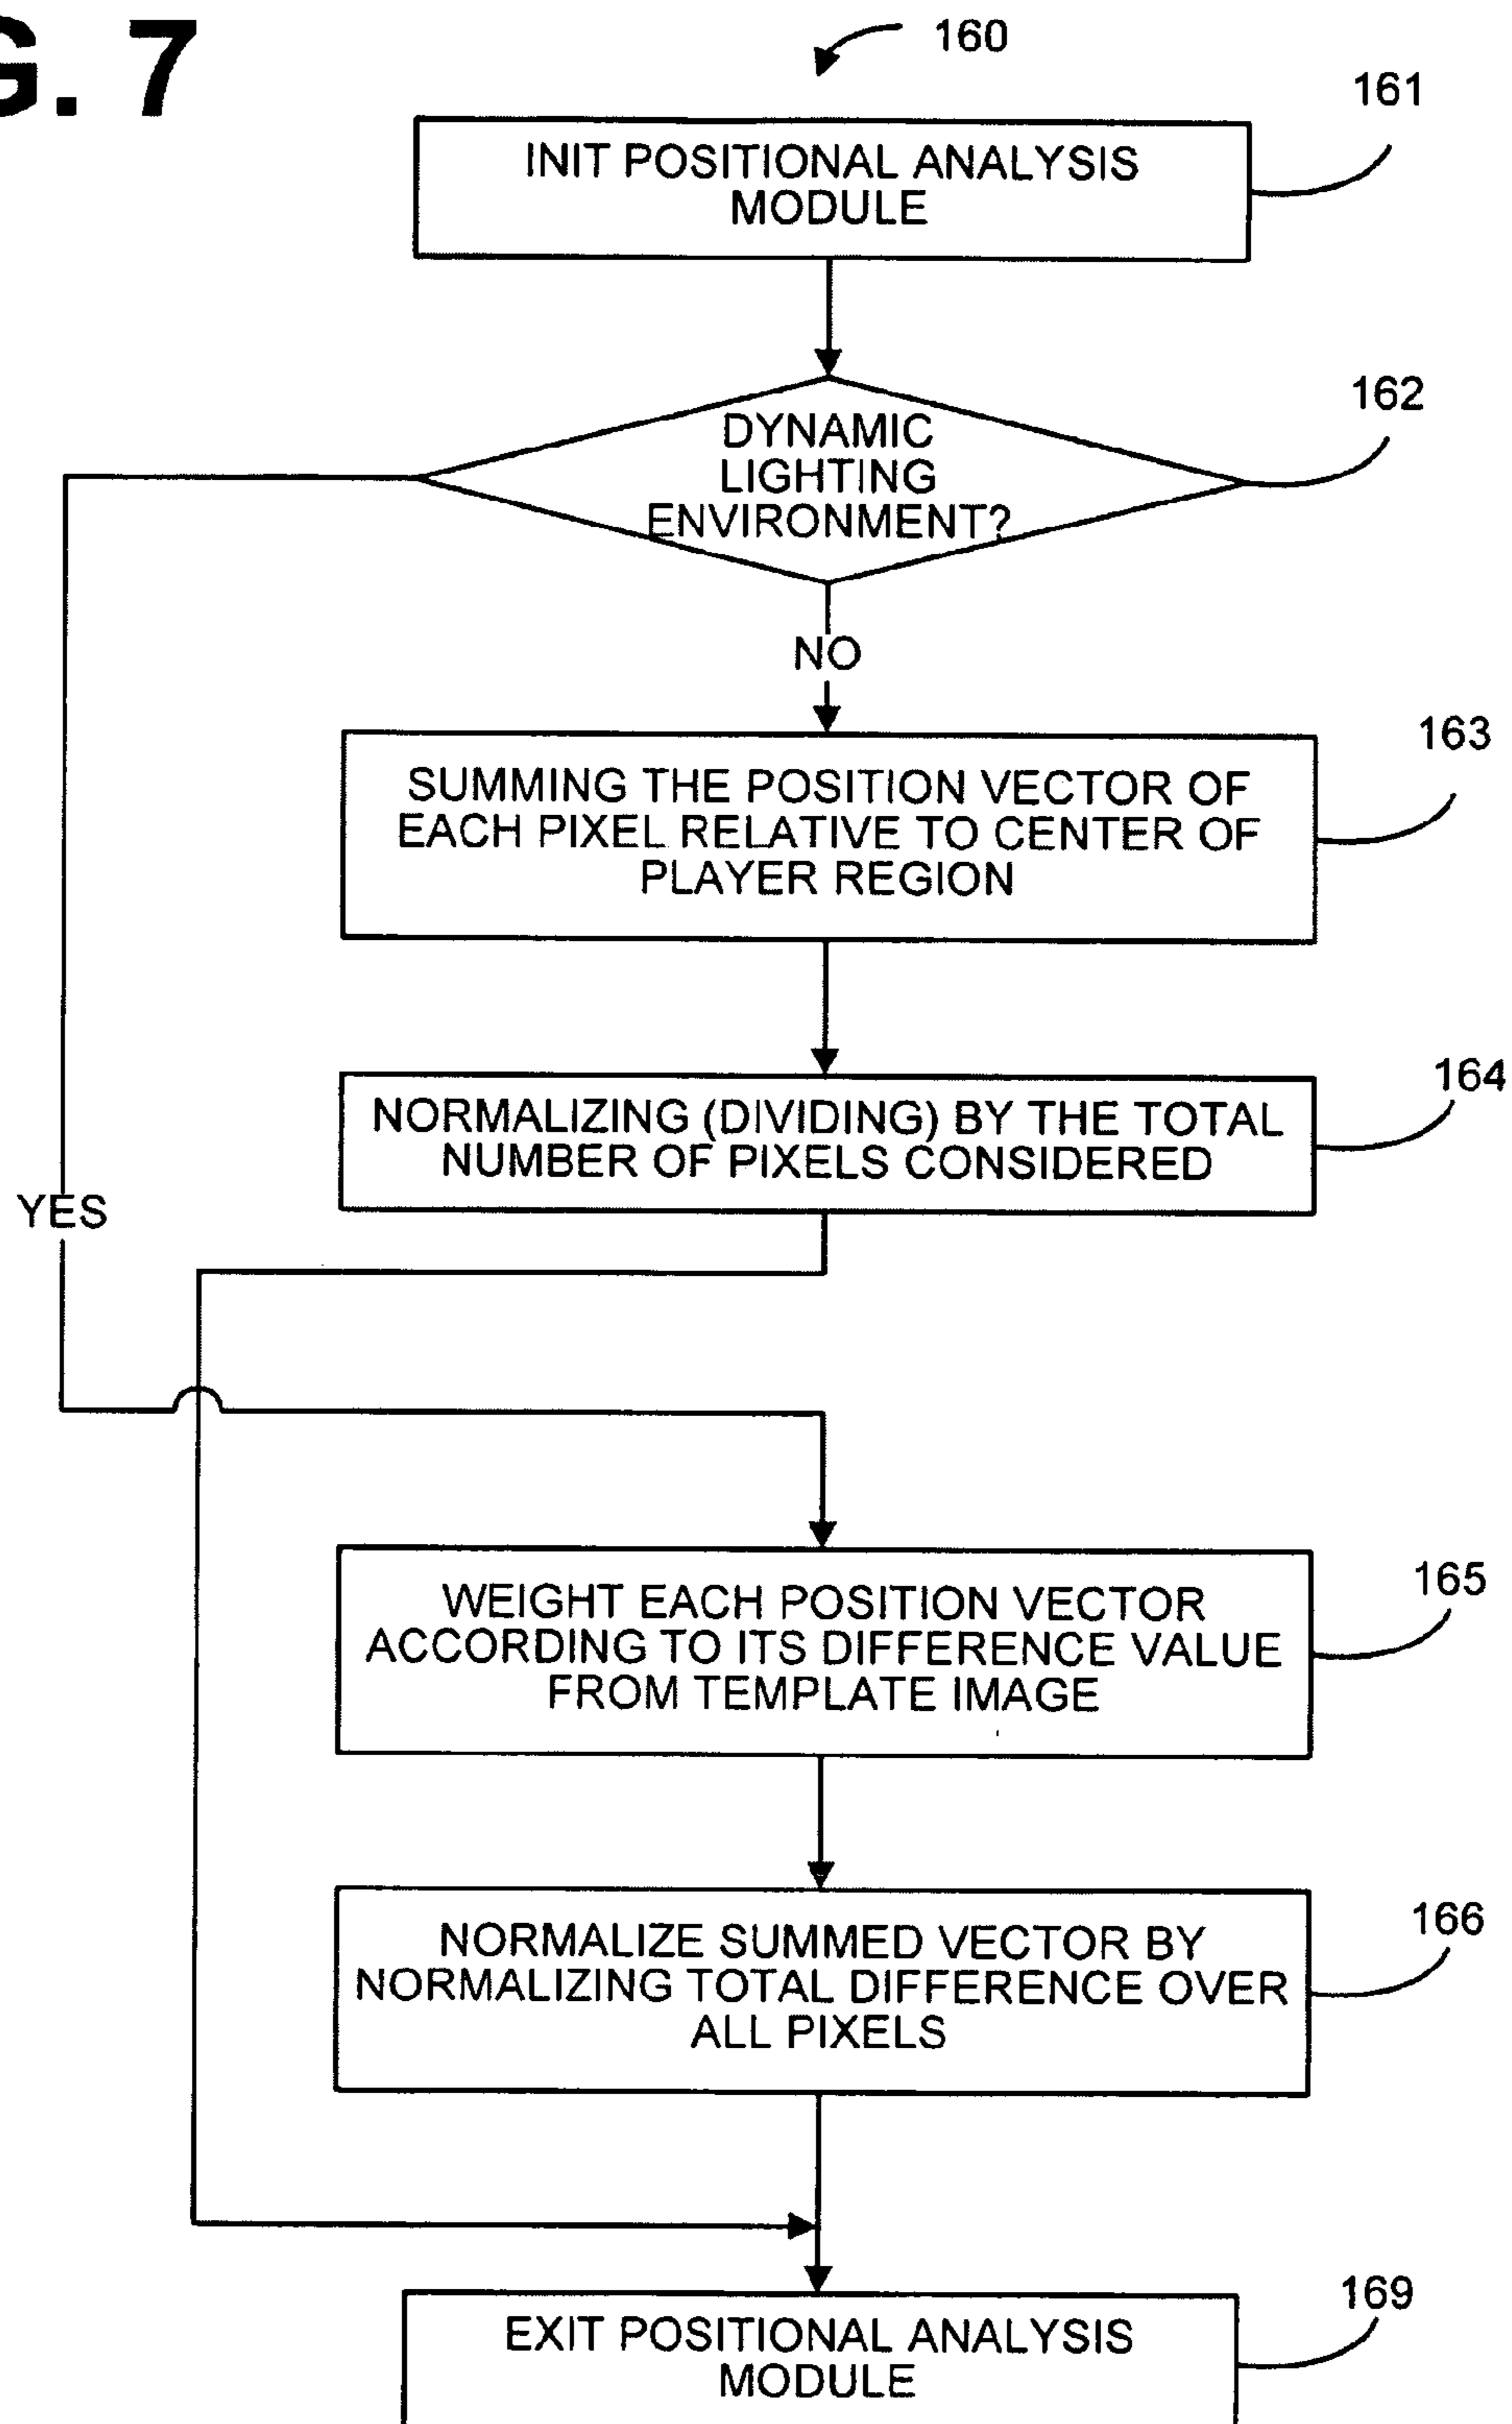 G. 7
160
161
INIT POSITIONAL ANALYSIS
MODULE
162
DYNAMIC
LIGHTING
ENVIRONMENT?
NO
163
SUMMING THE POSITION VECTOR OF
EACH PIXEL RELATIVE TO CENTER OF
PLAYER REGION
164
NORMALIZING (DIVIDING) BY THE TOTAL
NUMBER OF PIXELS CONSIDERED
YES
165
WEIGHT EACH POSITION VECTOR
ACCORDING TO ITS DIFFERENCE VALUE
FROM TEMPLATE IMAGE
166
NORMALIZE SUMMED VECTOR BY
NORMALIZING TOTAL DIFFERENCE OVER
ALL PIXELS
169
EXIT POSITIONAL ANALYSIS
MODULE